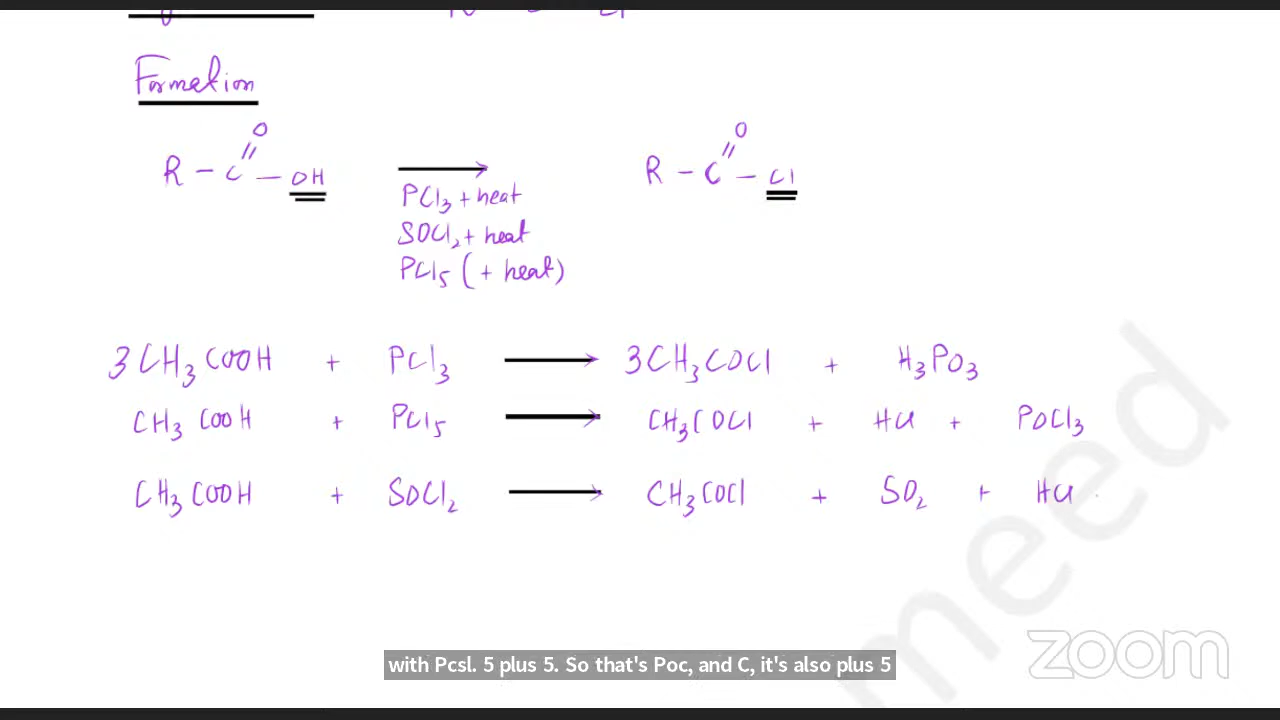 Formation
R - C = O - OH → R - C = O - Cl
PCl₃ + heat
SOCl₂ + heat
PCl₅ (+ heat)
3CH₃COOH + PCl₃ → 3CH₃COCl + H₃PO₃
CH₃COOH + PCl₅ → CH₃COCl + HCl + POCl₃
CH₃COOH + SOCl₂ → CH₃COCl + SO₂ + HCl
meed
with Pcsl. 5 plus 5. So that's Poc, and C, it's also plus 5
zoom